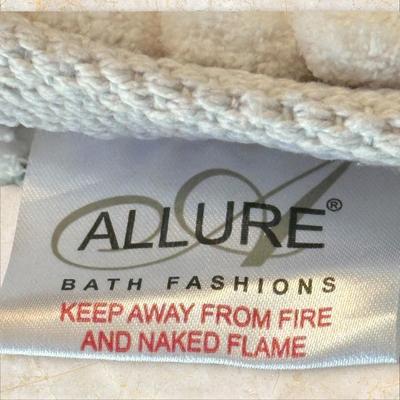 ALLURE®
BATH FASHIONS
KEEP AWAY FROM FIRE
AND NAKED FLAME